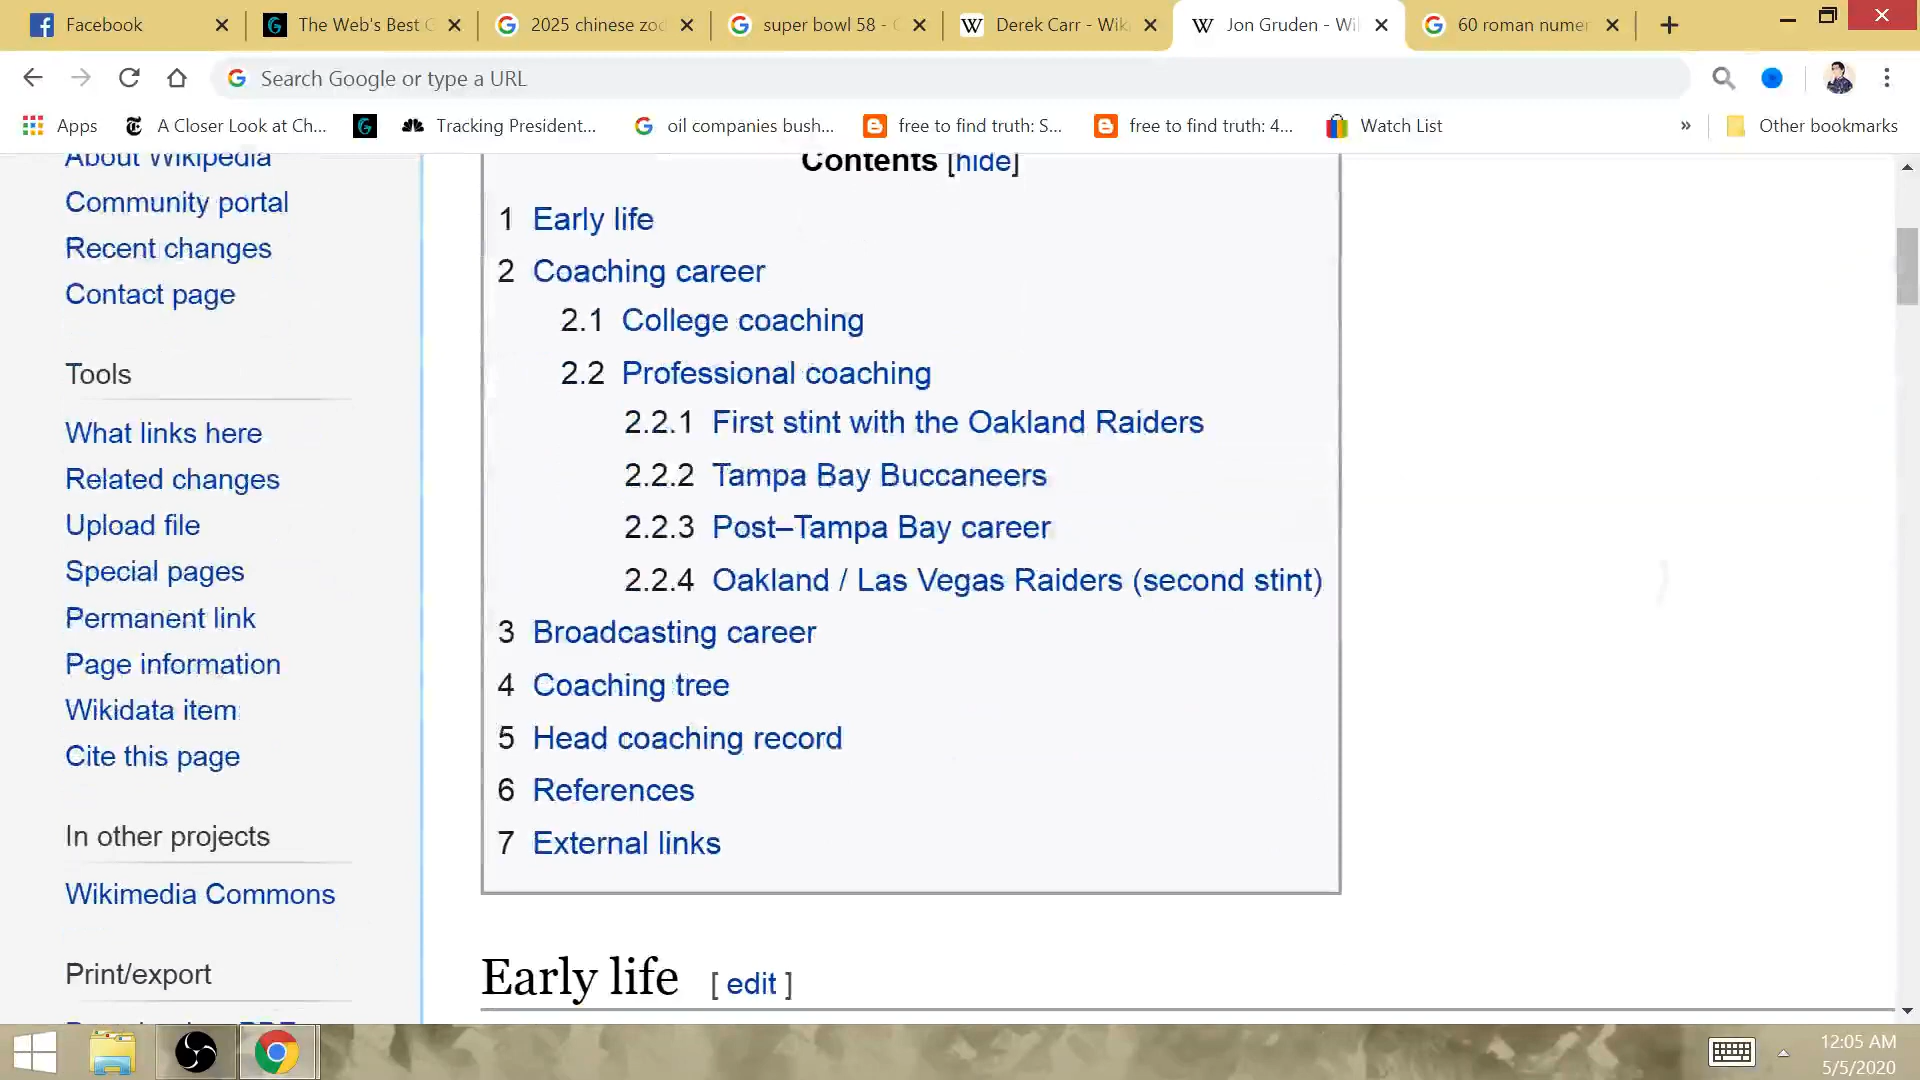 Facebook
The Web's Best G
2025 chinese zoo
super bowl 58 - G
Derek Carr - Wiki
Jon Gruden - Wi
60 roman numer
Search Google or type a URL
Apps
A Closer Look at Ch...
Tracking President...
oil companies bush...
free to find truth: S...
free to find truth: 4...
Watch List
»
Other bookmarks
About Wikipedia
Community portal
Recent changes
Contact page
Tools
What links here
Related changes
Upload file
Special pages
Permanent link
Page information
Wikidata item
Cite this page
In other projects
Wikimedia Commons
Print/export
Contents [hide]
1 Early life
2 Coaching career
2.1 College coaching
2.2 Professional coaching
2.2.1 First stint with the Oakland Raiders
2.2.2 Tampa Bay Buccaneers
2.2.3 Post–Tampa Bay career
2.2.4 Oakland / Las Vegas Raiders (second stint)
3 Broadcasting career
4 Coaching tree
5 Head coaching record
6 References
7 External links
Early life [ edit ]
12:05 AM
5/5/2020